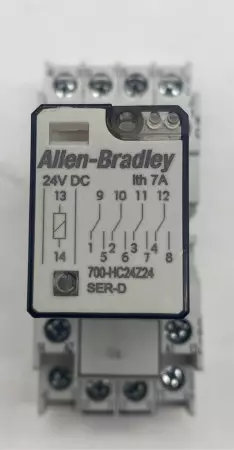 Allen-Bradley
24V DC Ith 7A
13 9 10 11 12
14 1 2 3 4
5 6 7 8
700-HC24Z24
SER-D